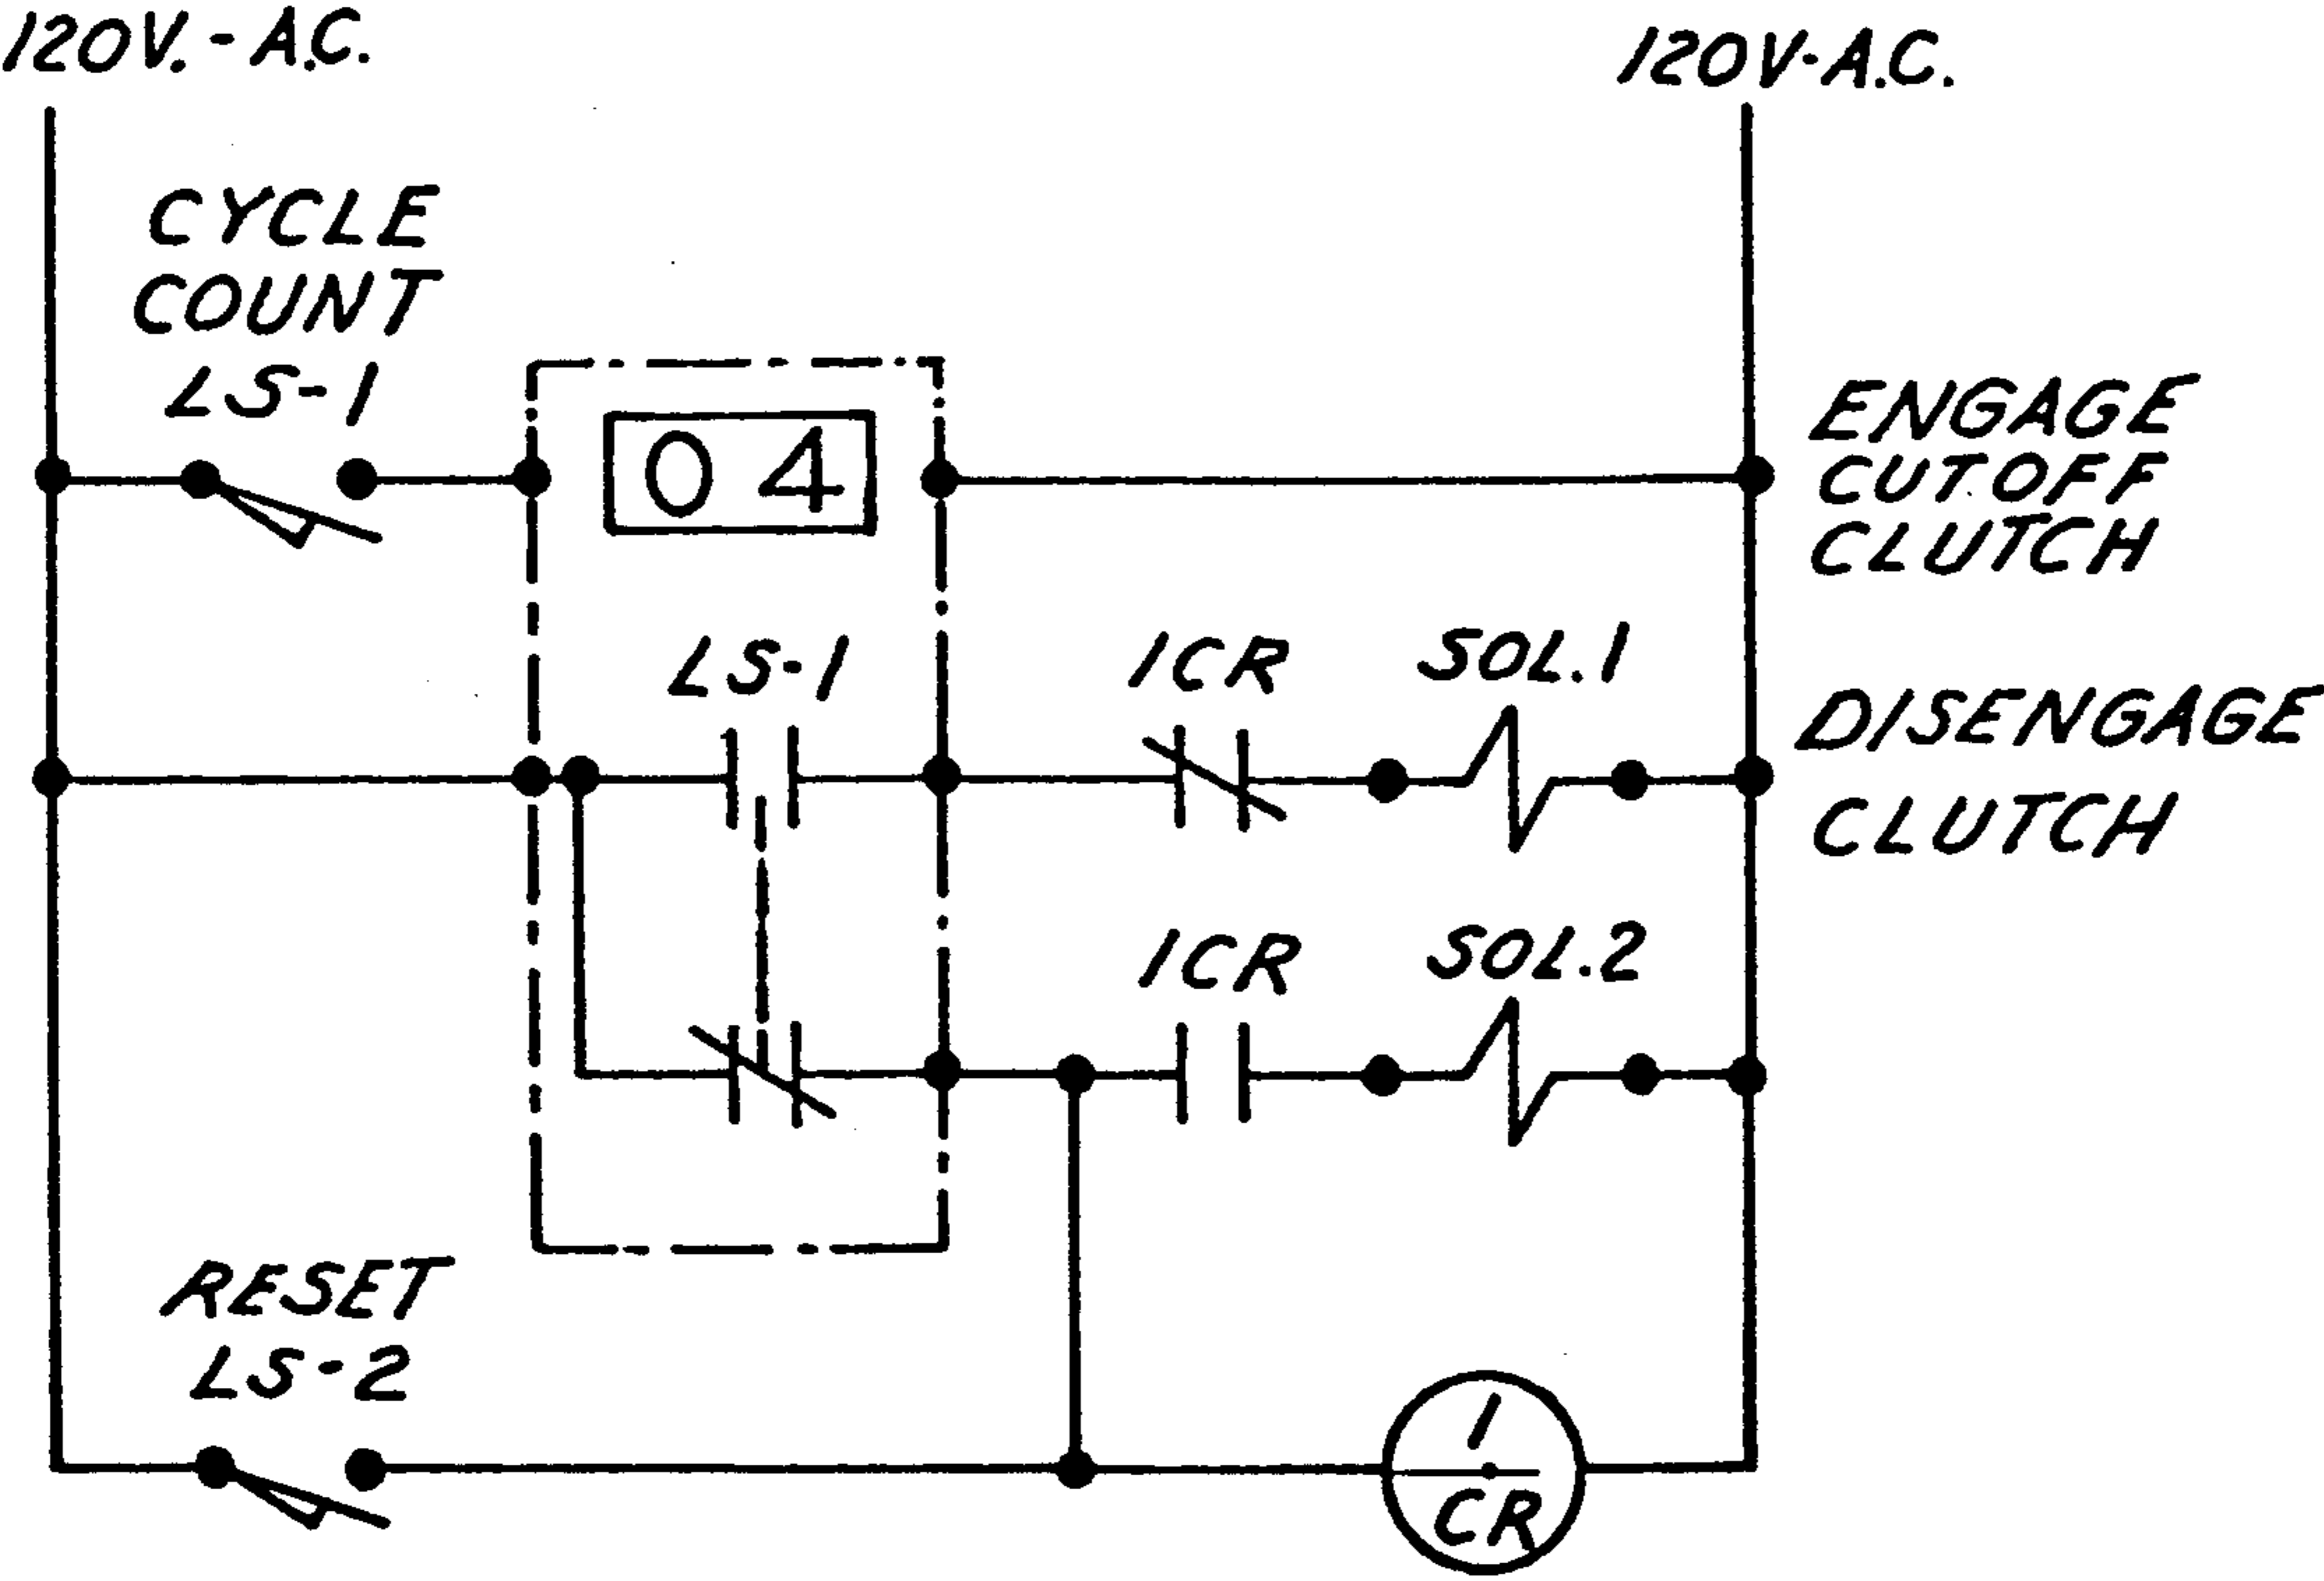 120V.-A.C.
120V-A.C.
CYCLE
COUNT
LS-1
04
ENGAGE
CUTOFF
CLUTCH
LS-1
1CR
SOL.1
DISENGAGE
CLUTCH
1CR
SOL.2
RESET
LS-2
1
CR